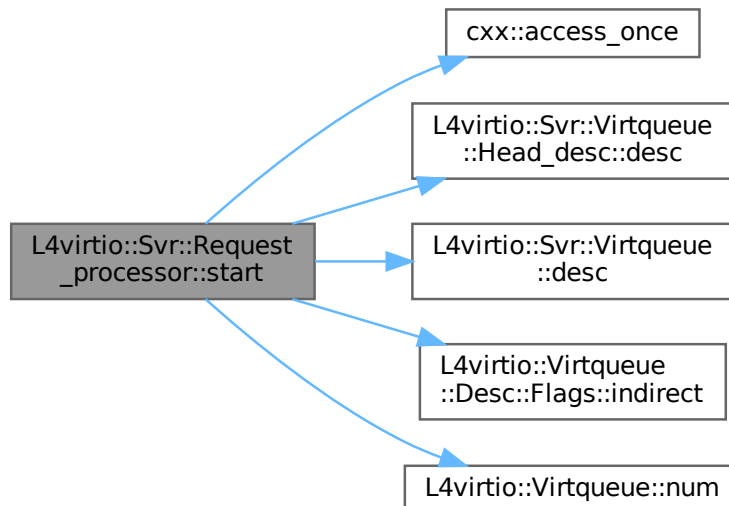 cxx::access_once
L4virtio::Svr::Virtqueue
::Head_desc::desc
L4virtio::Svr::Request
_processor::start
L4virtio::Svr::Virtqueue
::desc
L4virtio::Virtqueue
::Desc::Flags::indirect
L4virtio::Virtqueue::num